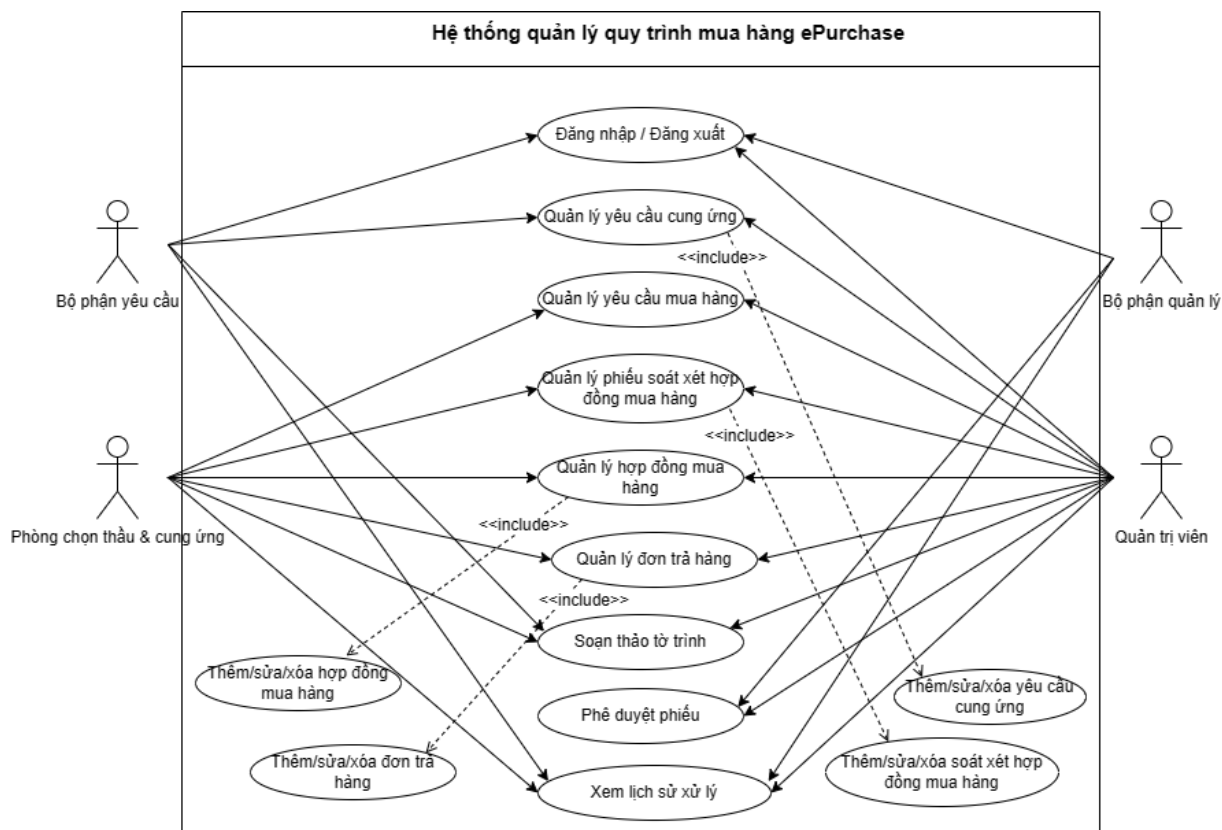 Hệ thống quản lý quy trình mua hàng ePurchase
Đăng nhập / Đăng xuất
Quản lý yêu cầu cung ứng
<<include>>
Bộ phận yêu cầu
Bộ phận quản lý
Quản lý yêu cầu mua hàng
Quản lý phiếu soát xét hợp
đồng mua hàng
<<include>>
Quản lý hợp đồng mua
hàng
<<include>>
Phòng chọn thầu & cung ứng
Quản trị viên
Quản lý đơn trả hàng
<<include>>
Soạn thảo tờ trình
Thêm/sửa/xóa hợp đồng
mua hàng
Thêm/sửa/xóa yêu cầu
cung ứng
Phê duyệt phiếu
Thêm/sửa/xóa đơn trả
hàng
Thêm/sửa/xóa soát xét hợp
đồng mua hàng
Xem lịch sử xử lý